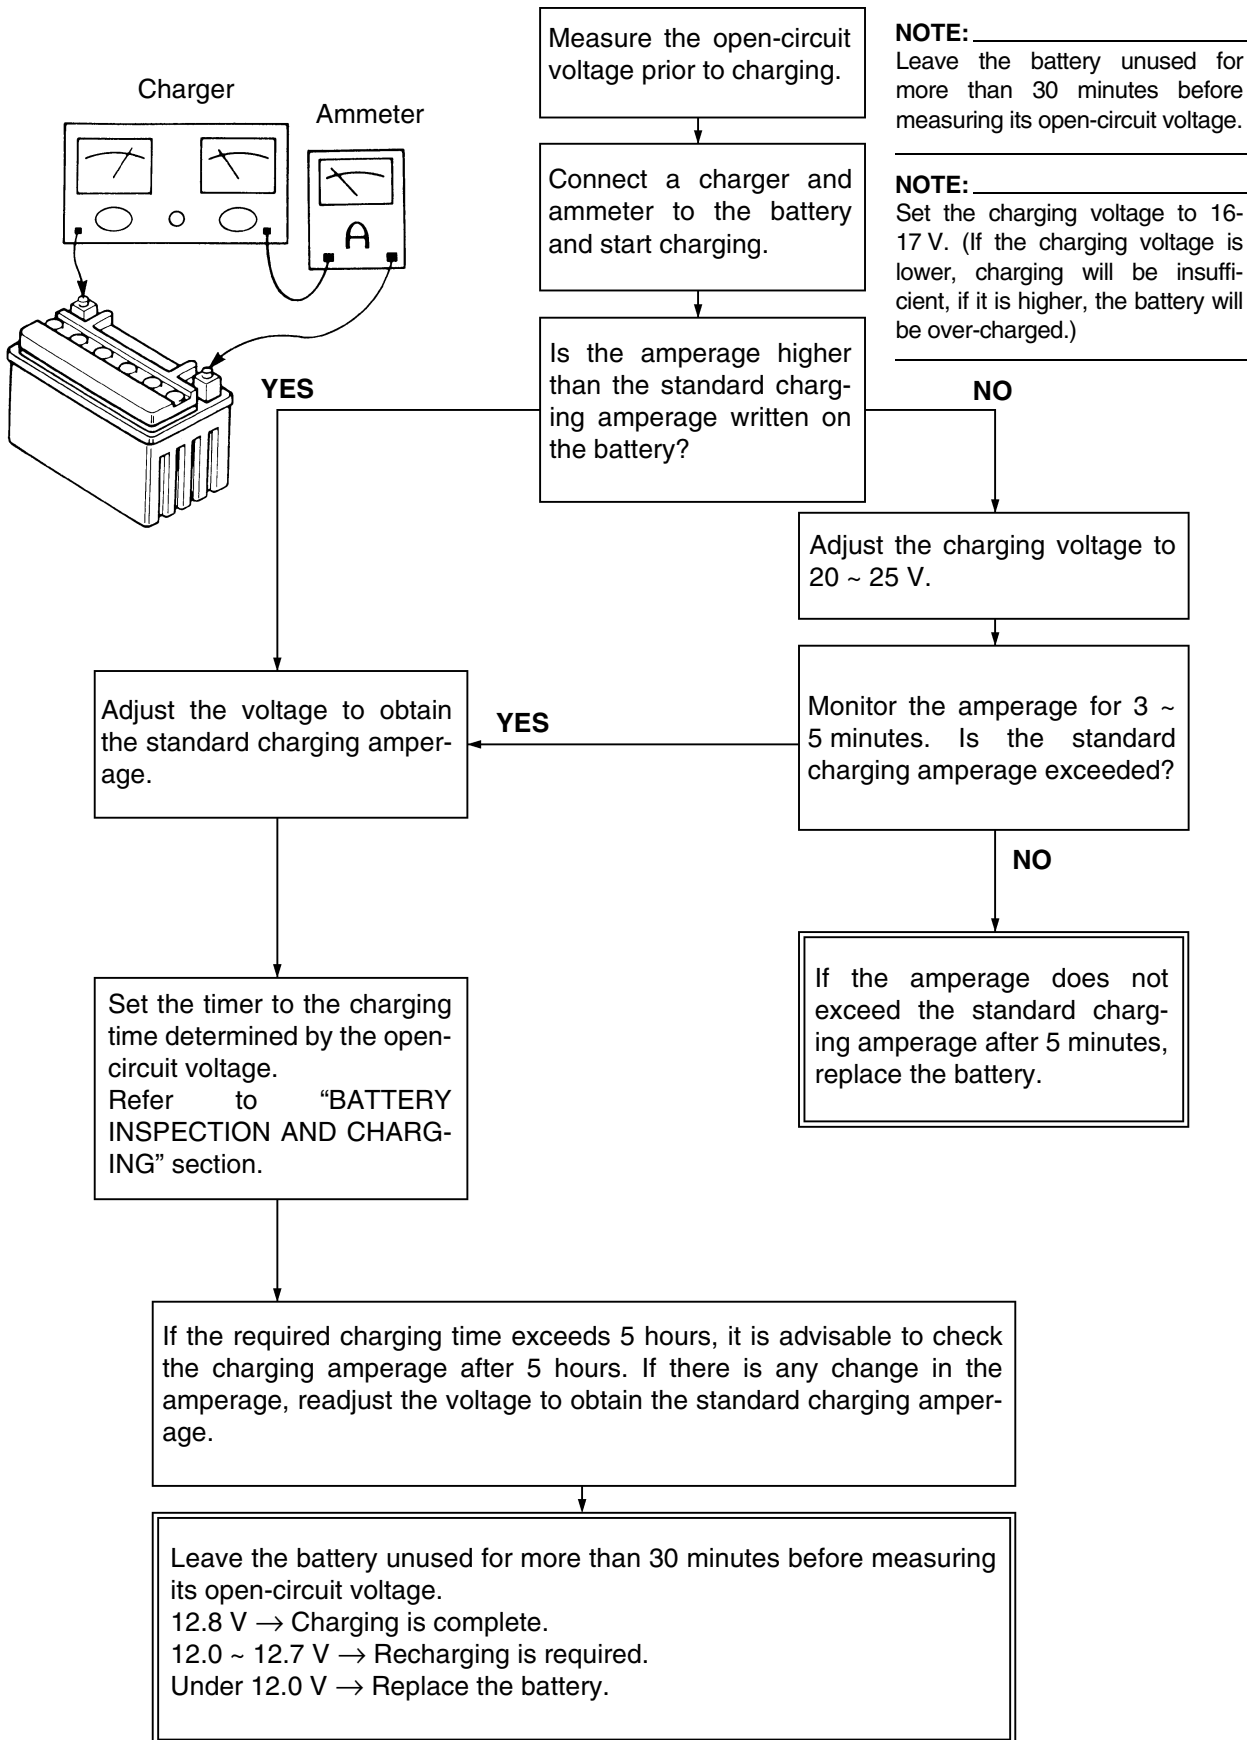 Charger
Ammeter
A
Measure the open-circuit
voltage prior to charging.
NOTE:
Leave the battery unused for
more than 30 minutes before
measuring its open-circuit voltage.
Connect a charger and
ammeter to the battery
and start charging.
NOTE:
Set the charging voltage to 16-
17 V. (If the charging voltage is
lower, charging will be insuffi-
cient, if it is higher, the battery will
be over-charged.)
Is the amperage higher
than the standard charg-
ing amperage written on
the battery?
YES
NO
Adjust the charging voltage to
20 ~ 25 V.
Monitor the amperage for 3 ~
5 minutes. Is the standard
charging amperage exceeded?
YES
Adjust the voltage to obtain
the standard charging amper-
age.
NO
If the amperage does not
exceed the standard charg-
ing amperage after 5 minutes,
replace the battery.
Set the timer to the charging
time determined by the open-
circuit voltage.
Refer to “BATTERY
INSPECTION AND CHARG-
ING” section.
If the required charging time exceeds 5 hours, it is advisable to check
the charging amperage after 5 hours. If there is any change in the
amperage, readjust the voltage to obtain the standard charging amper-
age.
Leave the battery unused for more than 30 minutes before measuring
its open-circuit voltage.
12.8 V → Charging is complete.
12.0 ~ 12.7 V → Recharging is required.
Under 12.0 V → Replace the battery.